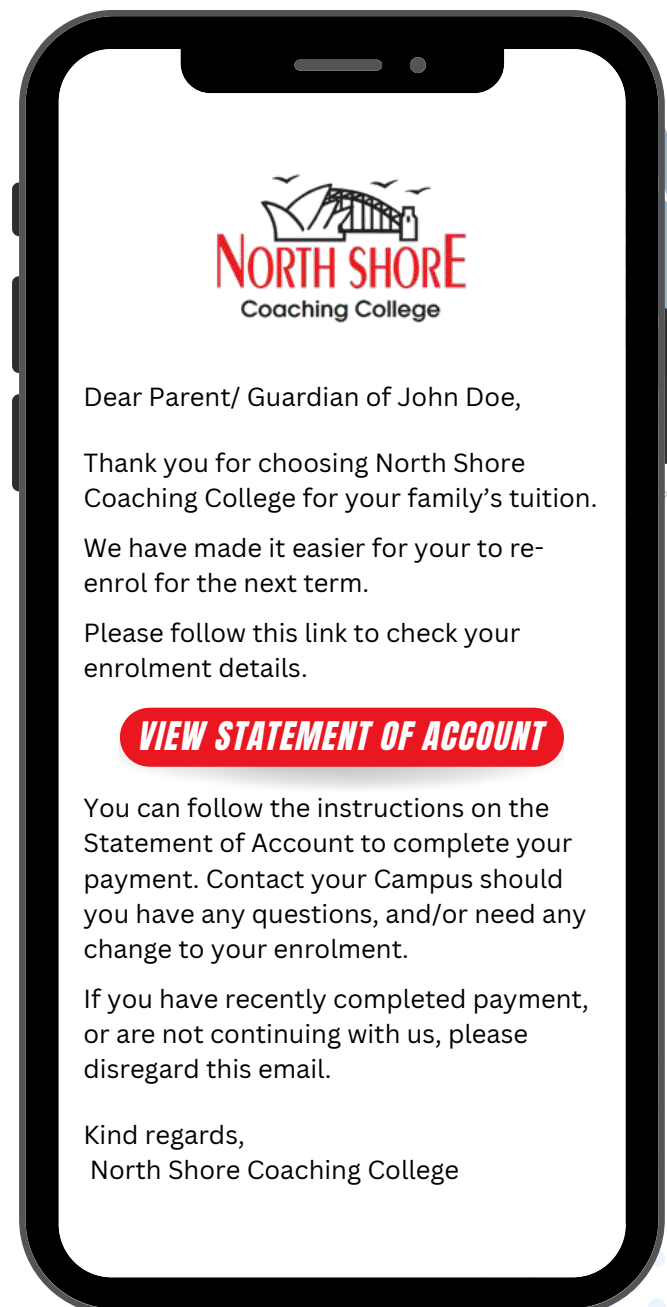 NORTH SHORE
Coaching College
Dear Parent/ Guardian of John Doe,
Thank you for choosing North Shore
Coaching College for your family’s tuition.
We have made it easier for your to re-
enrol for the next term.
Please follow this link to check your
enrolment details.
VIEW STATEMENT OF ACCOUNT
You can follow the instructions on the
Statement of Account to complete your
payment. Contact your Campus should
you have any questions, and/or need any
change to your enrolment.
If you have recently completed payment,
or are not continuing with us, please
disregard this email.
Kind regards,
North Shore Coaching College